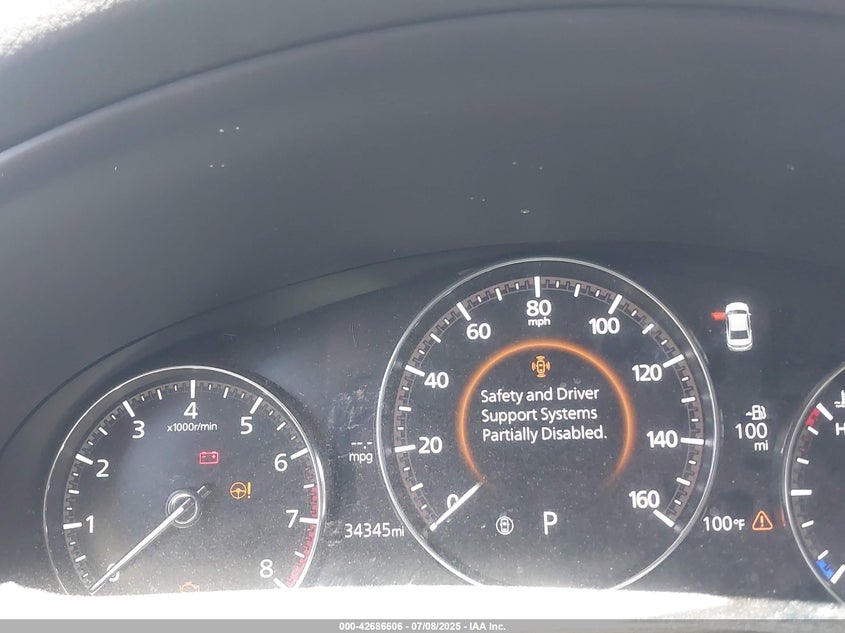 80
mph
60
100
40
120
20
140
0
160
Safety and Driver
Support Systems
Partially Disabled.
P
4
x1000r/min
3
5
2
6
1
7
0
8
--.-
mpg
34345mi
100
mi
100°F
H
000-42686606 - 07/08/2025 - IAA Inc.